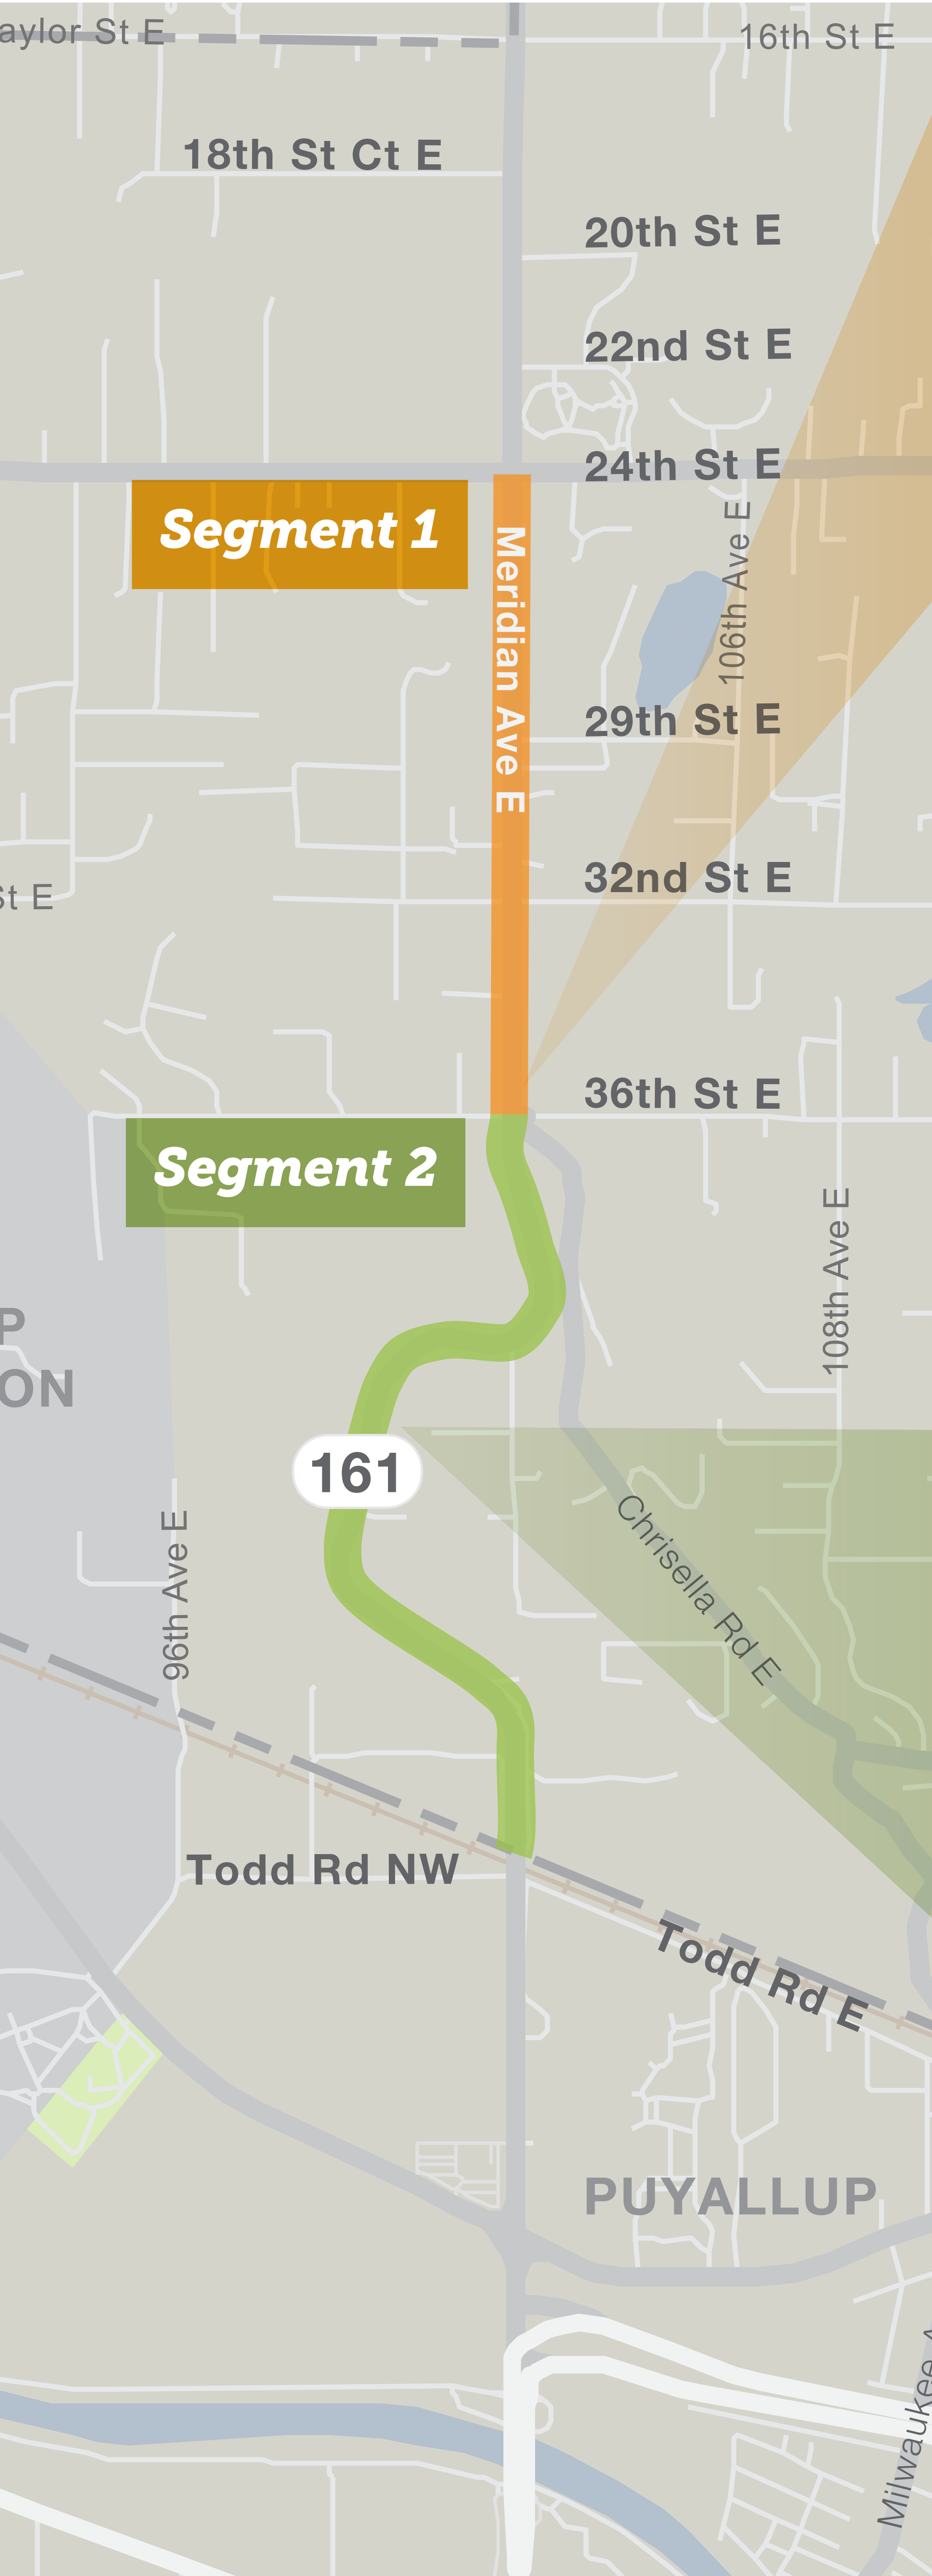 aylor St E
16th St E
18th St Ct E
20th St E
22nd St E
24th St E
Segment 1
Meridian Ave E
106th Ave E
29th St E
32nd St E
St E
36th St E
Segment 2
108th Ave E
P
ON
161
96th Ave E
Chrisella Rd E
Todd Rd NW
Todd Rd E
PUYALLUP
Milwaukee A